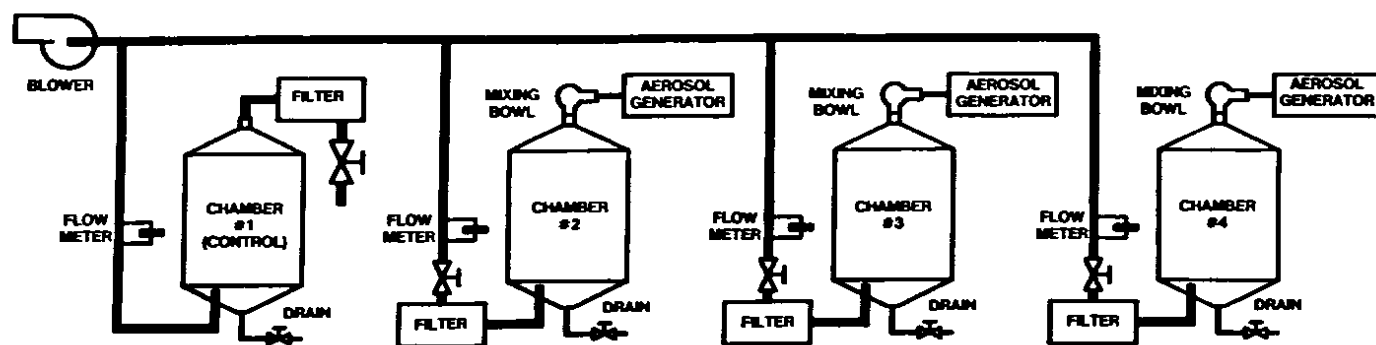 BLOWER
FILTER
CHAMBER
#1
(CONTROL)
FLOW
METER
DRAIN
MIXING
BOWL
AEROSOL
GENERATOR
CHAMBER
#2
FLOW
METER
FILTER
DRAIN
MIXING
BOWL
AEROSOL
GENERATOR
CHAMBER
#3
FLOW
METER
FILTER
DRAIN
MIXING
BOWL
AEROSOL
GENERATOR
CHAMBER
#4
FLOW
METER
FILTER
DRAIN